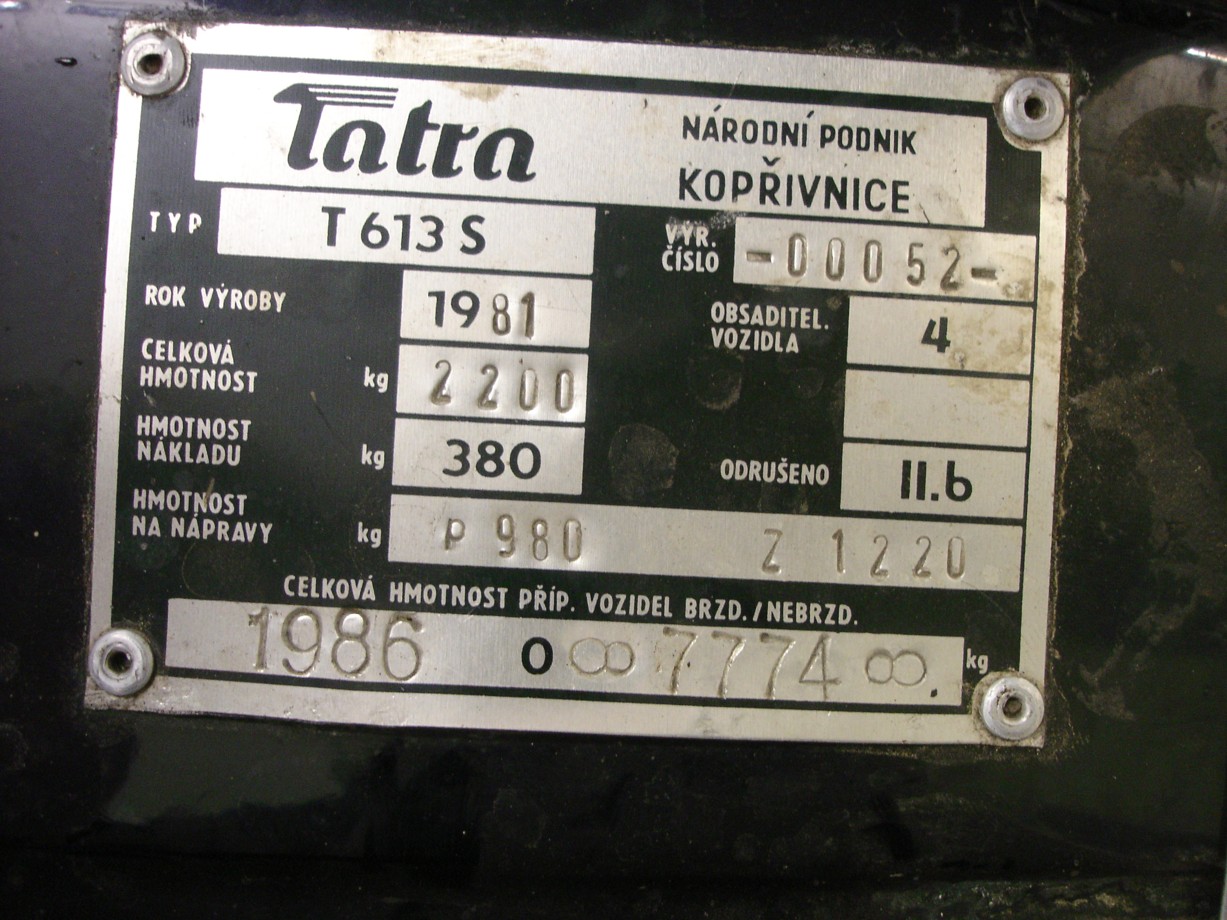 Tatra
NÁRODNÍ PODNIK
KOPŘIVNICE
TYP T 613 S
VÝR.
ČÍSLO -00052-
ROK VÝROBY 1981
OBSADITEL.
VOZIDLA 4
CELKOVÁ
HMOTNOST kg 2200
HMOTNOST
NÁKLADU kg 380
ODRUŠENO II.b
HMOTNOST
NA NÁPRAVY kg P 980 Z 1220
CELKOVÁ HMOTNOST PŘÍP. VOZIDEL BRZD./NEBRZD.
1986 O ∞ 7774 ∞ kg